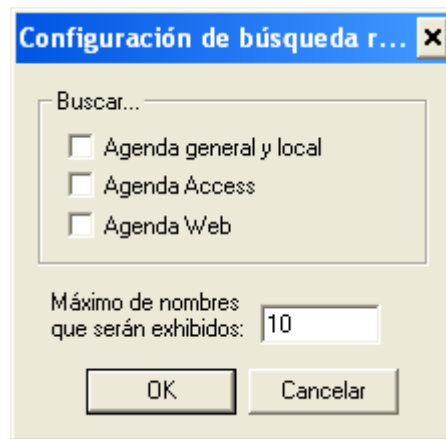 Configuración de búsqueda r...
Buscar...
Agenda general y local
Agenda Access
Agenda Web
Máximo de nombres
que serán exhibidos: 10
OK Cancelar